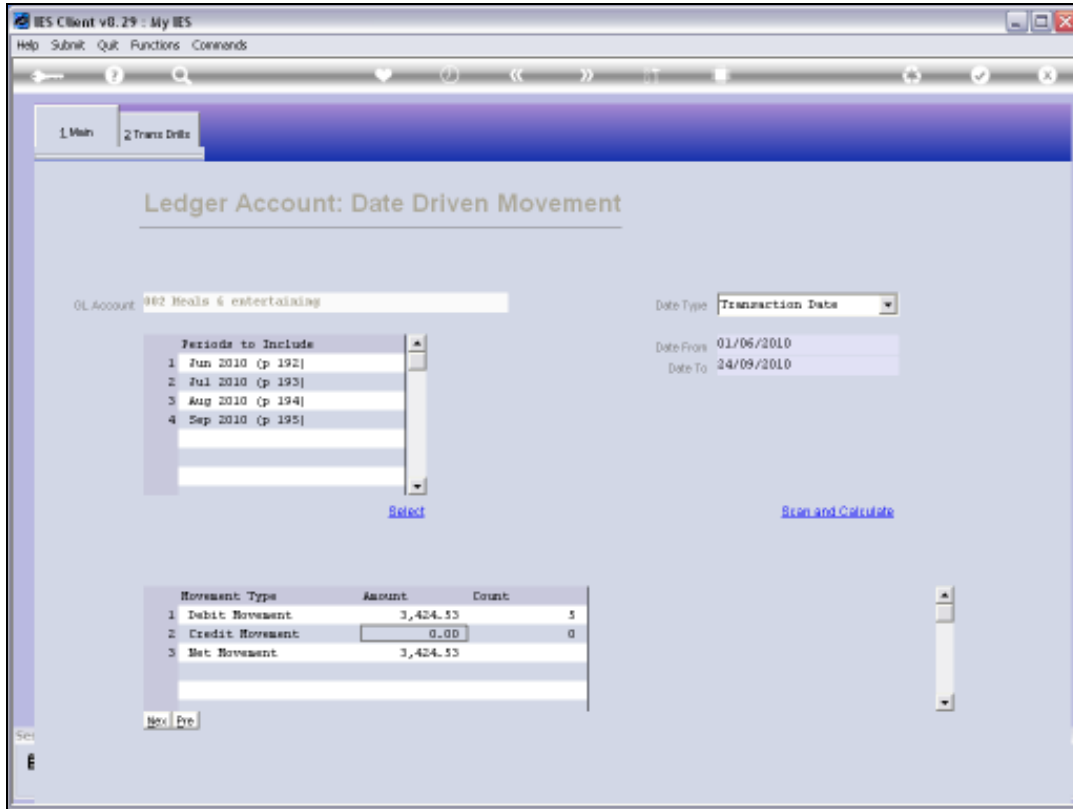 IES Client v8.29 : My IES
Help Submit Quit Functions Commands
1 Main
2 Trans Drills
Ledger Account: Date Driven Movement
GL Account 002 Meals & entertaining
Date Type Transaction Date
Periods to Include
Date From 01/06/2010
1 Jun 2010 (p 192)
Date To 24/09/2010
2 Jul 2010 (p 193)
3 Aug 2010 (p 194)
4 Sep 2010 (p 195)
Select
Scan and Calculate
Movement Type Amount Count
1 Debit Movement 3,424.53 5
2 Credit Movement 0.00 0
3 Net Movement 3,424.53
Nex Pre